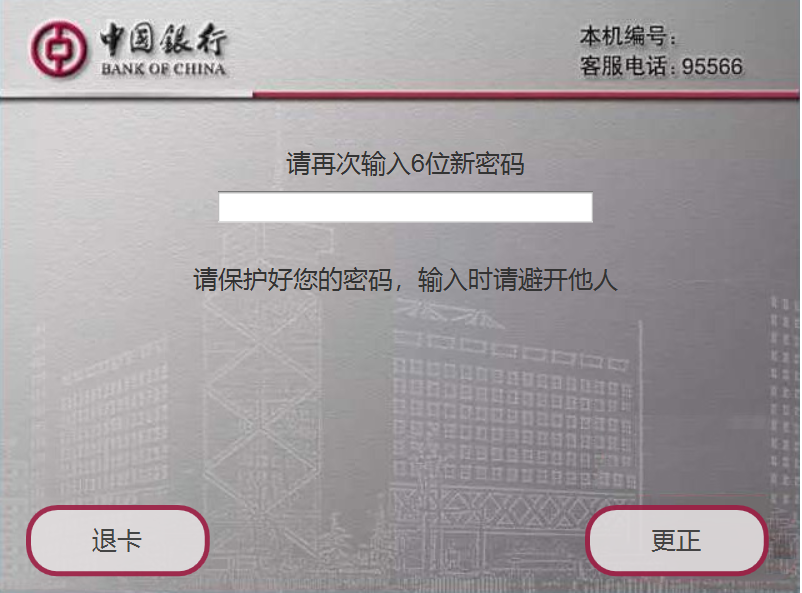 中国银行
BANK OF CHINA
本机编号：
客服电话：95566
请再次输入6位新密码
请保护好您的密码，输入时请避开他人
退卡
更正